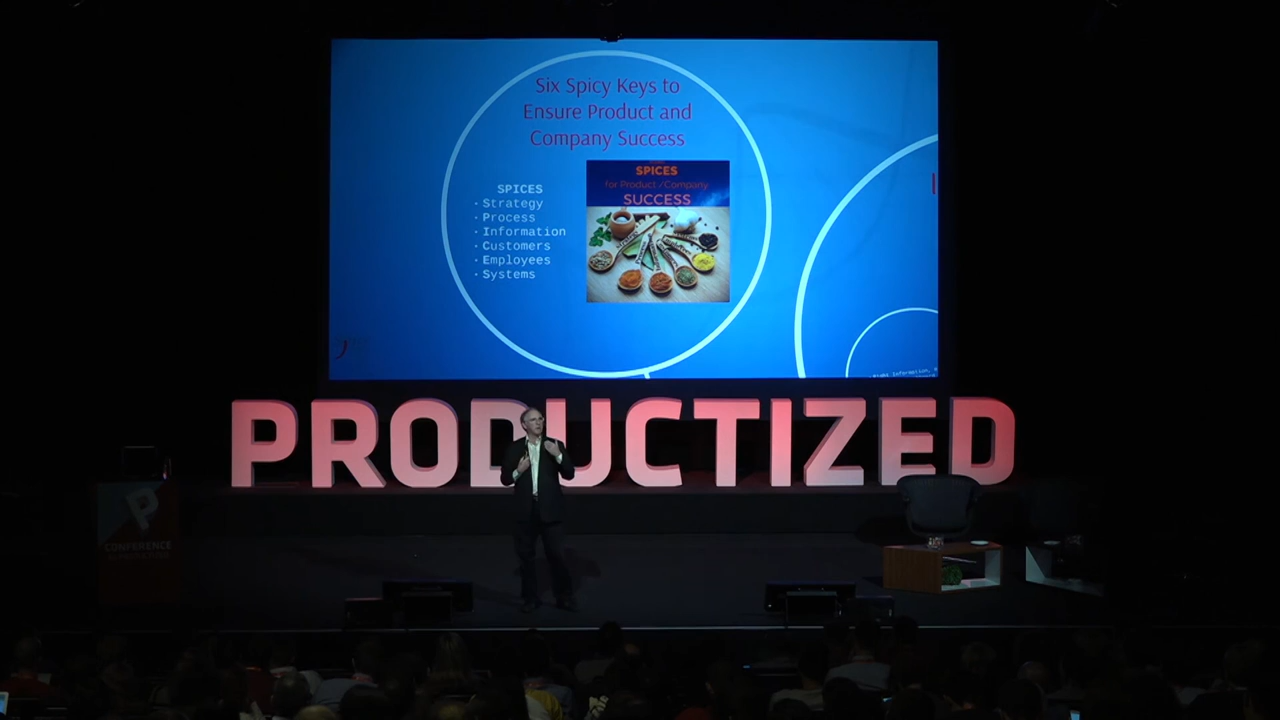 Six Spicy Keys to
Ensure Product and
Company Success
SPICES
for Product / Company
SUCCESS
SPICES
· Strategy
· Process
· Information
· Customers
· Employees
· Systems
PRODUCTIZED
P
CONFERENCE